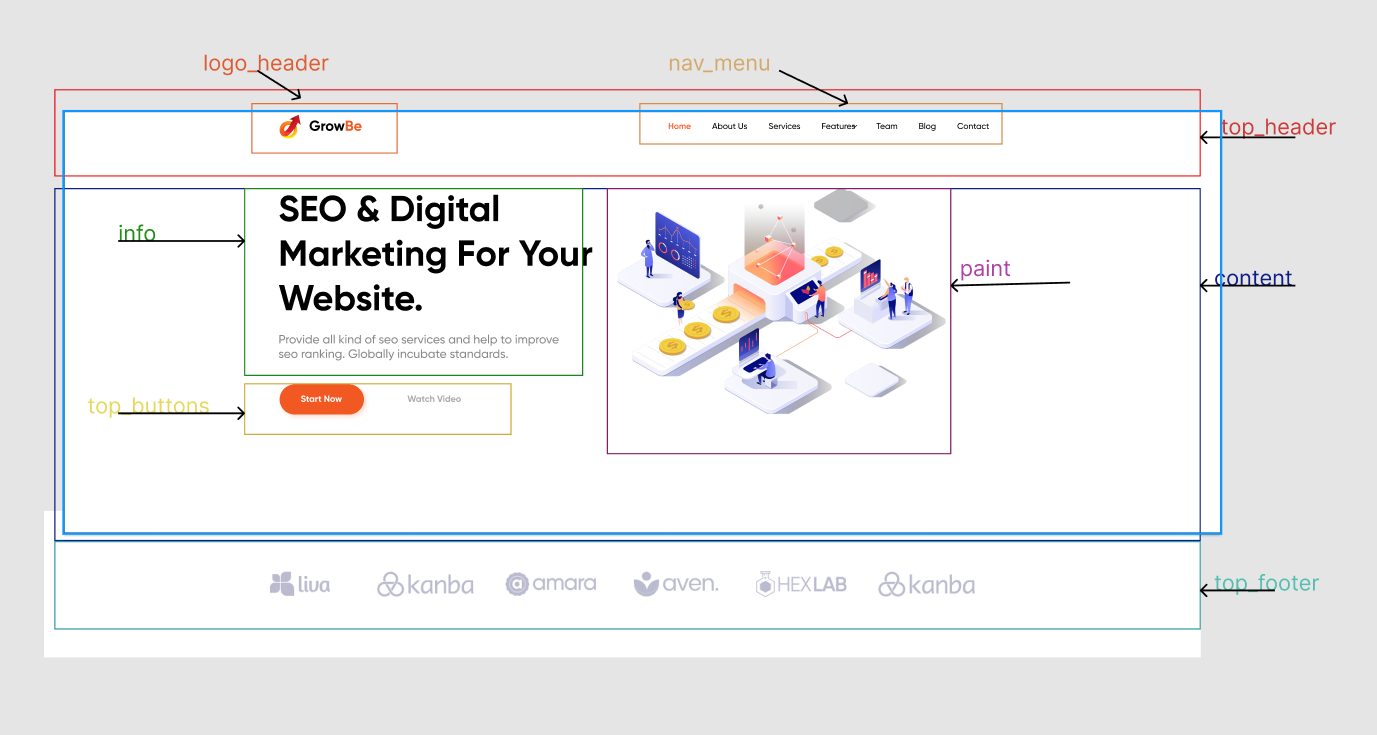 logo_header
nav_menu
GrowBe
Home About Us Services Features Team Blog Contact
top_header
SEO & Digital
Marketing For Your
Website.
info
paint
content
Provide all kind of seo services and help to improve
seo ranking. Globally incubate standards.
top_buttons
Start Now Watch Video
liva kanba amara aven. HEXLAB kanba
top_footer